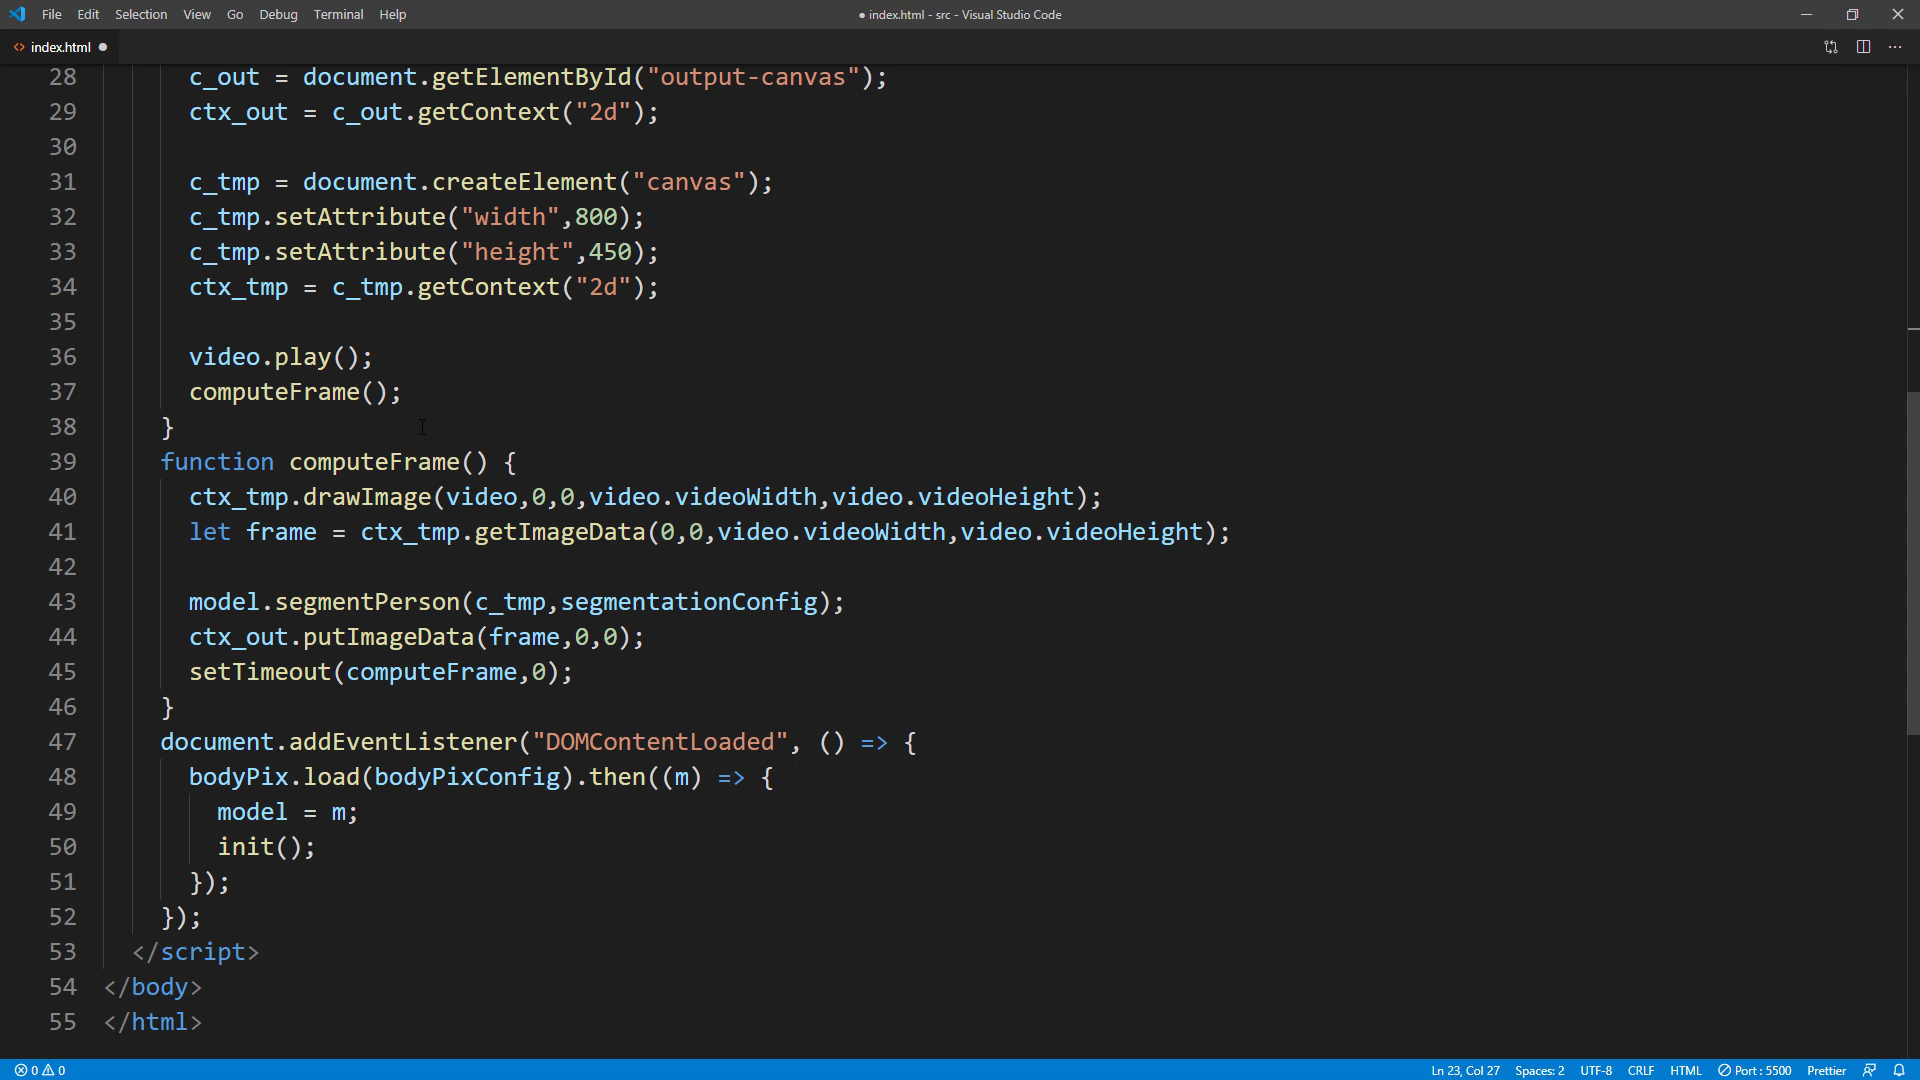 File Edit Selection View Go Debug Terminal Help
● index.html - src - Visual Studio Code
<> index.html ●
28 c_out = document.getElementById("output-canvas");
29 ctx_out = c_out.getContext("2d");
30
31 c_tmp = document.createElement("canvas");
32 c_tmp.setAttribute("width",800);
33 c_tmp.setAttribute("height",450);
34 ctx_tmp = c_tmp.getContext("2d");
35
36 video.play();
37 computeFrame();
38 }
39 function computeFrame() {
40 ctx_tmp.drawImage(video,0,0,video.videoWidth,video.videoHeight);
41 let frame = ctx_tmp.getImageData(0,0,video.videoWidth,video.videoHeight);
42
43 model.segmentPerson(c_tmp,segmentationConfig);
44 ctx_out.putImageData(frame,0,0);
45 setTimeout(computeFrame,0);
46 }
47 document.addEventListener("DOMContentLoaded", () => {
48 bodyPix.load(bodyPixConfig).then((m) => {
49 model = m;
50 init();
51 });
52 });
53 </script>
54 </body>
55 </html>
0 0 Ln 23, Col 27 Spaces: 2 UTF-8 CRLF HTML Port : 5500 Prettier